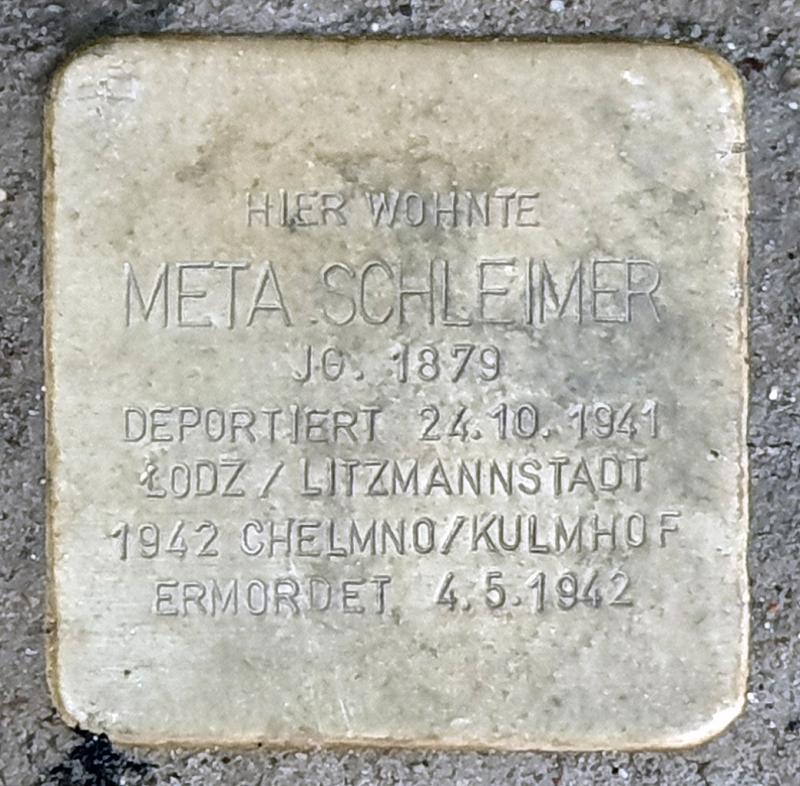 HIER WOHNTE
META SCHLEIMER
JG. 1879
DEPORTIERT 24.10.1941
ŁODZ / LITZMANNSTADT
1942 CHELMNO/KULMHOF
ERMORDET 4.5.1942